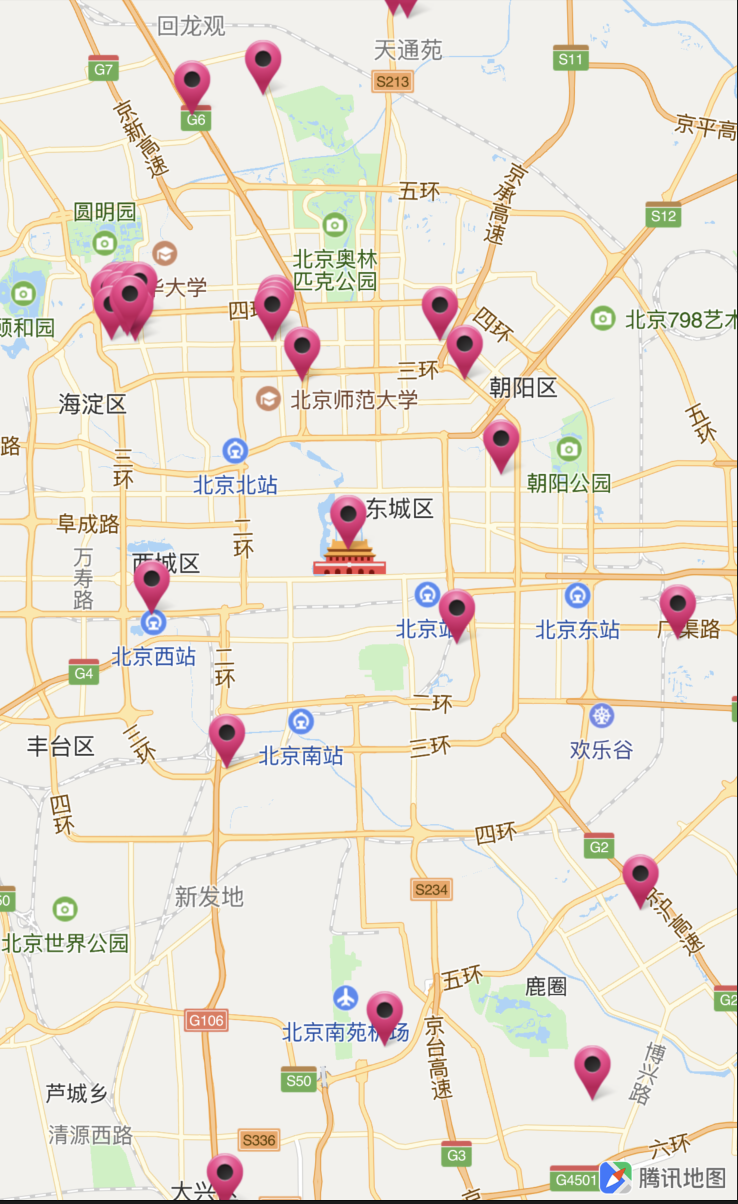 回龙观
天通苑
G7
S11
S213
G6
京新高速
京平高
京承高速
五环
圆明园
S12
北京奥林
匹克公园
华大学
四环
四环
颐和园
北京798艺术
三环
朝阳区
海淀区
北京师范大学
五环
路
三环
北京北站
朝阳公园
东城区
阜成路
二环
万寿路
西城区
北京站
北京东站
广渠路
北京西站
G4
二环
二环
三环
丰台区
三环
北京南站
欢乐谷
四环
四环
G2
新发地
S234
50
京沪高速
北京世界公园
五环
鹿圈
G2
G106
北京南苑机场
京台高速
博兴路
S50
芦城乡
清源西路
S336
G3
六环
G4501
腾讯地图
大兴区
京